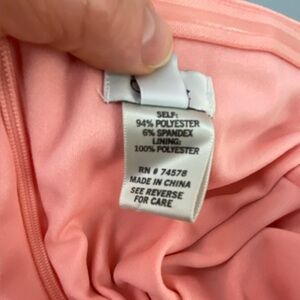 SELF:
94% POLYESTER
6% SPANDEX
LINING:
100% POLYESTER
RN # 74578
MADE IN CHINA
SEE REVERSE
FOR CARE